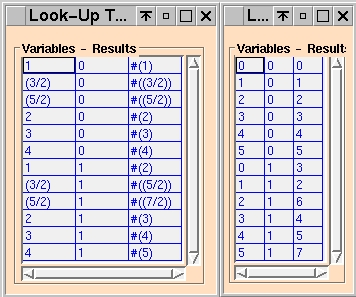 Look-Up T...
Variables - Results
1 0 #(1)
(3/2) 0 #((3/2))
(5/2) 0 #((5/2))
2 0 #(2)
3 0 #(3)
4 0 #(4)
1 1 #(2)
(3/2) 1 #((5/2))
(5/2) 1 #((7/2))
2 1 #(3)
3 1 #(4)
4 1 #(5)
L...
Variables - Results
0 0 0
1 0 1
2 0 2
3 0 3
4 0 4
5 0 5
0 1 3
1 1 2
2 1 6
3 1 4
4 1 5
5 1 7